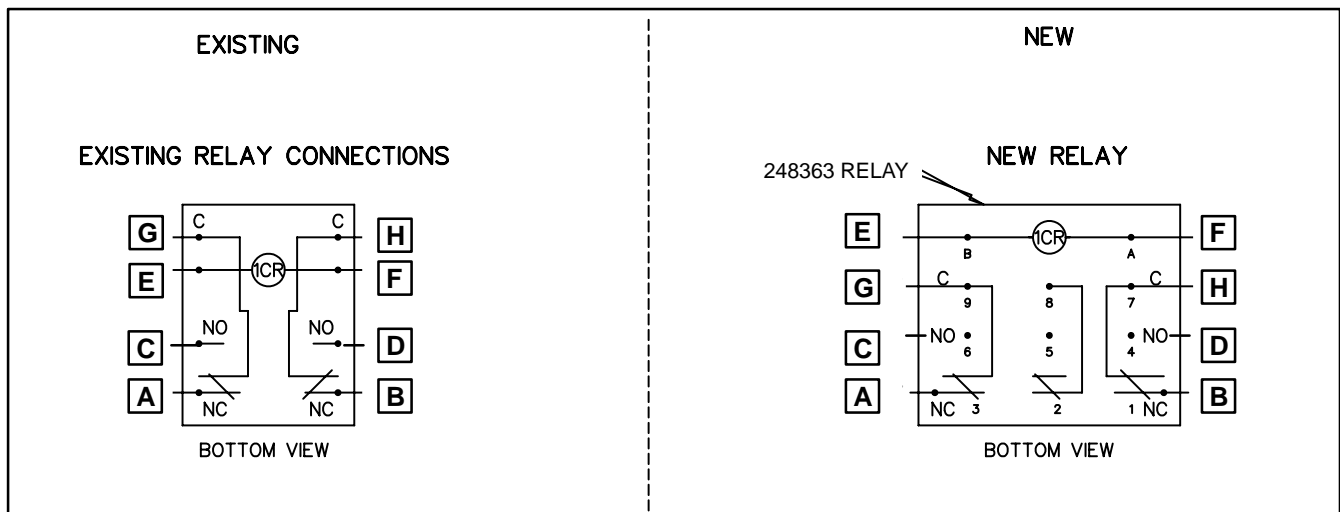 EXISTING
EXISTING RELAY CONNECTIONS
G C C H
E 1CR F
C NO NO D
A NC NC B
BOTTOM VIEW
NEW
NEW RELAY
248363 RELAY
E B 1CR A F
G C 9 8 7 C H
C NO 6 5 4 NO D
A NC 3 2 1 NC B
BOTTOM VIEW